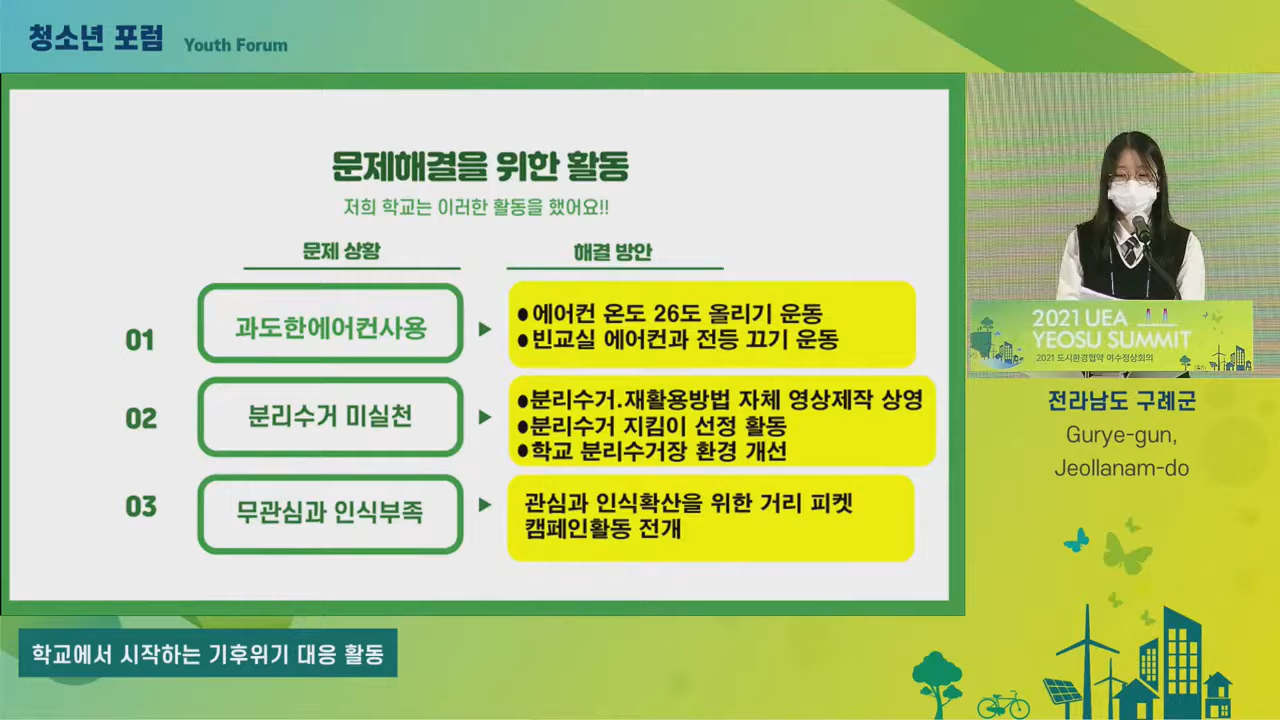 청소년 포럼 Youth Forum
문제해결을 위한 활동
저희 학교는 이러한 활동을 했어요!!
문제 상황
해결 방안
01
과도한에어컨사용
●에어컨 온도 26도 올리기 운동
●빈교실 에어컨과 전등 끄기 운동
02
분리수거 미실천
●분리수거.재활용방법 자체 영상제작 상영
●분리수거 지킴이 선정 활동
●학교 분리수거장 환경 개선
03
무관심과 인식부족
관심과 인식확산을 위한 거리 피켓
캠페인활동 전개
2021 UEA
YEOSU SUMMIT
2021 도시환경협약 여수정상회의
전라남도 구례군
Gurye-gun,
Jeollanam-do
학교에서 시작하는 기후위기 대응 활동